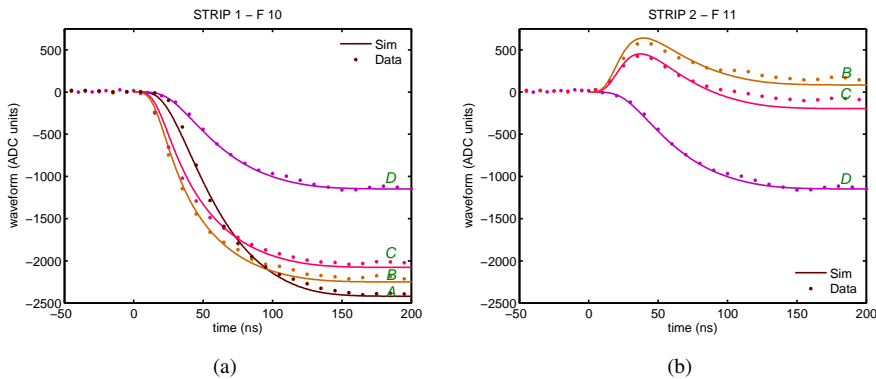 STRIP 1 – F 10
500
0
−500
−1000
−1500
−2000
−2500
waveform (ADC units)
−50
0
50
100
150
200
time (ns)
Sim
Data
D
C
B
A
(a)
STRIP 2 – F 11
500
0
−500
−1000
−1500
−2000
−2500
waveform (ADC units)
−50
0
50
100
150
200
time (ns)
B
C
D
Sim
Data
(b)